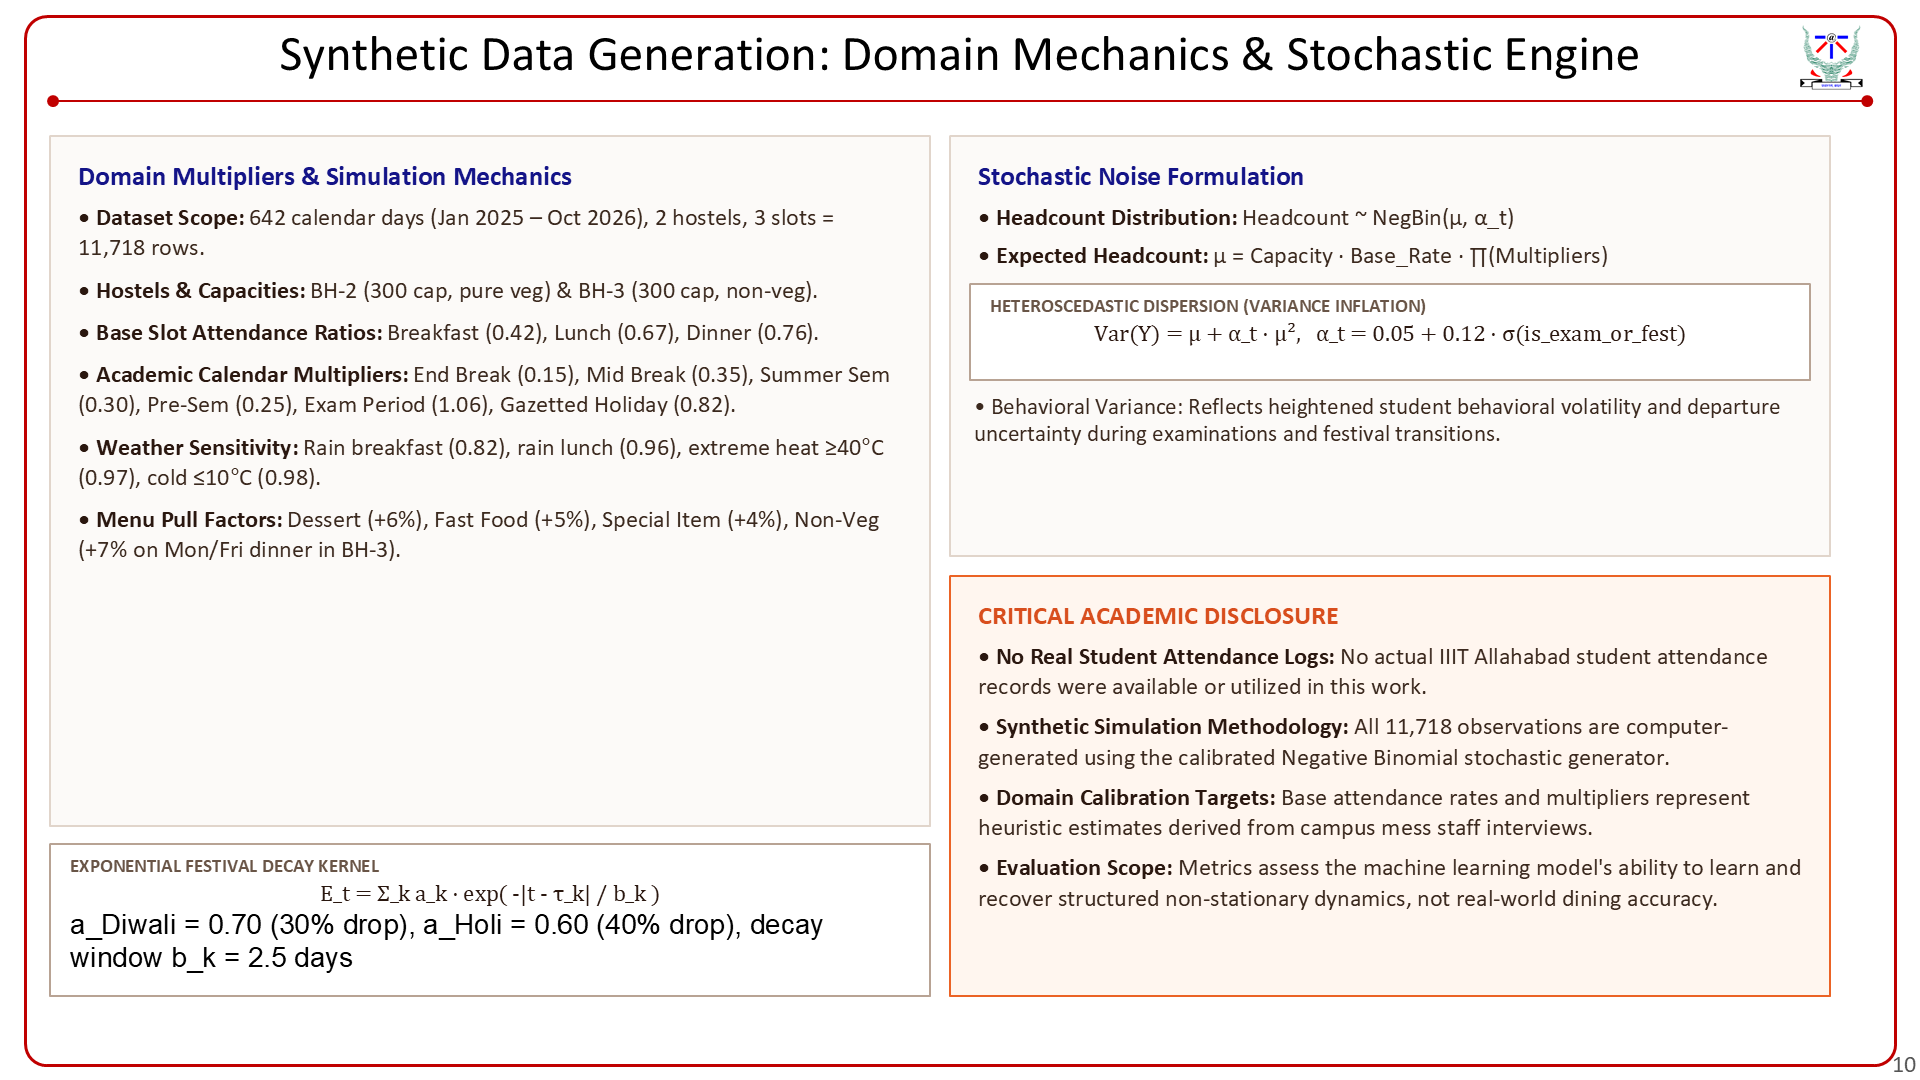 Synthetic Data Generation: Domain Mechanics & Stochastic Engine
Domain Multipliers & Simulation Mechanics
• Dataset Scope: 642 calendar days (Jan 2025 – Oct 2026), 2 hostels, 3 slots =
11,718 rows.
• Hostels & Capacities: BH-2 (300 cap, pure veg) & BH-3 (300 cap, non-veg).
• Base Slot Attendance Ratios: Breakfast (0.42), Lunch (0.67), Dinner (0.76).
• Academic Calendar Multipliers: End Break (0.15), Mid Break (0.35), Summer Sem
(0.30), Pre-Sem (0.25), Exam Period (1.06), Gazetted Holiday (0.82).
• Weather Sensitivity: Rain breakfast (0.82), rain lunch (0.96), extreme heat ≥40°C
(0.97), cold ≤10°C (0.98).
• Menu Pull Factors: Dessert (+6%), Fast Food (+5%), Special Item (+4%), Non-Veg
(+7% on Mon/Fri dinner in BH-3).
EXPONENTIAL FESTIVAL DECAY KERNEL
E_t = Σ_k a_k · exp( -|t - τ_k| / b_k )
a_Diwali = 0.70 (30% drop), a_Holi = 0.60 (40% drop), decay
window b_k = 2.5 days
Stochastic Noise Formulation
• Headcount Distribution: Headcount ~ NegBin(μ, α_t)
• Expected Headcount: μ = Capacity · Base_Rate · ∏(Multipliers)
HETEROSCEDASTIC DISPERSION (VARIANCE INFLATION)
Var(Y) = μ + α_t · μ², α_t = 0.05 + 0.12 · σ(is_exam_or_fest)
• Behavioral Variance: Reflects heightened student behavioral volatility and departure
uncertainty during examinations and festival transitions.
CRITICAL ACADEMIC DISCLOSURE
• No Real Student Attendance Logs: No actual IIIT Allahabad student attendance
records were available or utilized in this work.
• Synthetic Simulation Methodology: All 11,718 observations are computer-
generated using the calibrated Negative Binomial stochastic generator.
• Domain Calibration Targets: Base attendance rates and multipliers represent
heuristic estimates derived from campus mess staff interviews.
• Evaluation Scope: Metrics assess the machine learning model's ability to learn and
recover structured non-stationary dynamics, not real-world dining accuracy.
10